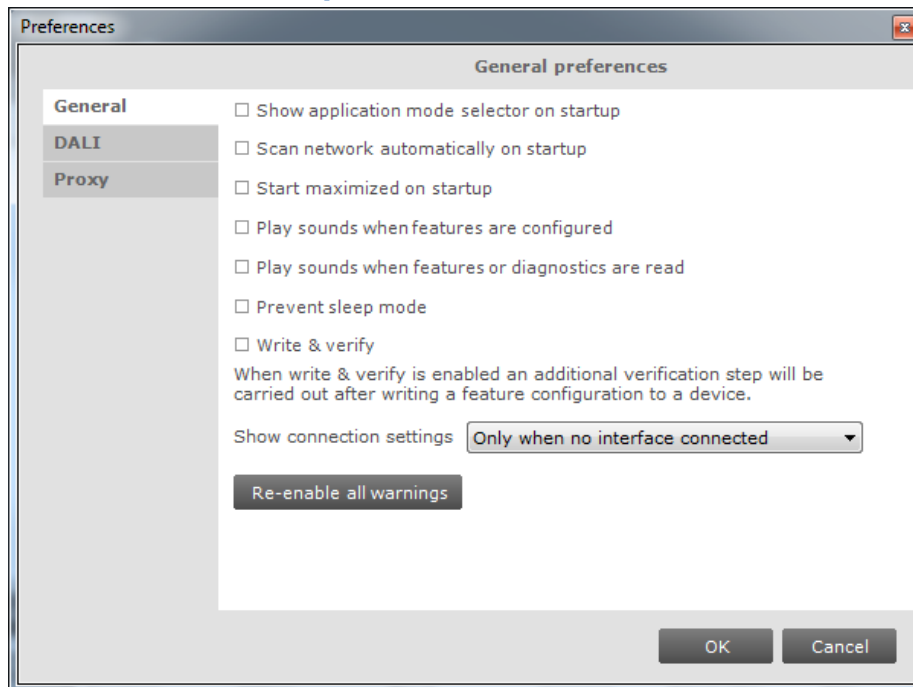 Preferences
General preferences
General
DALI
Proxy
Show application mode selector on startup
Scan network automatically on startup
Start maximized on startup
Play sounds when features are configured
Play sounds when features or diagnostics are read
Prevent sleep mode
Write & verify
When write & verify is enabled an additional verification step will be
carried out after writing a feature configuration to a device.
Show connection settings Only when no interface connected
Re-enable all warnings
OK Cancel